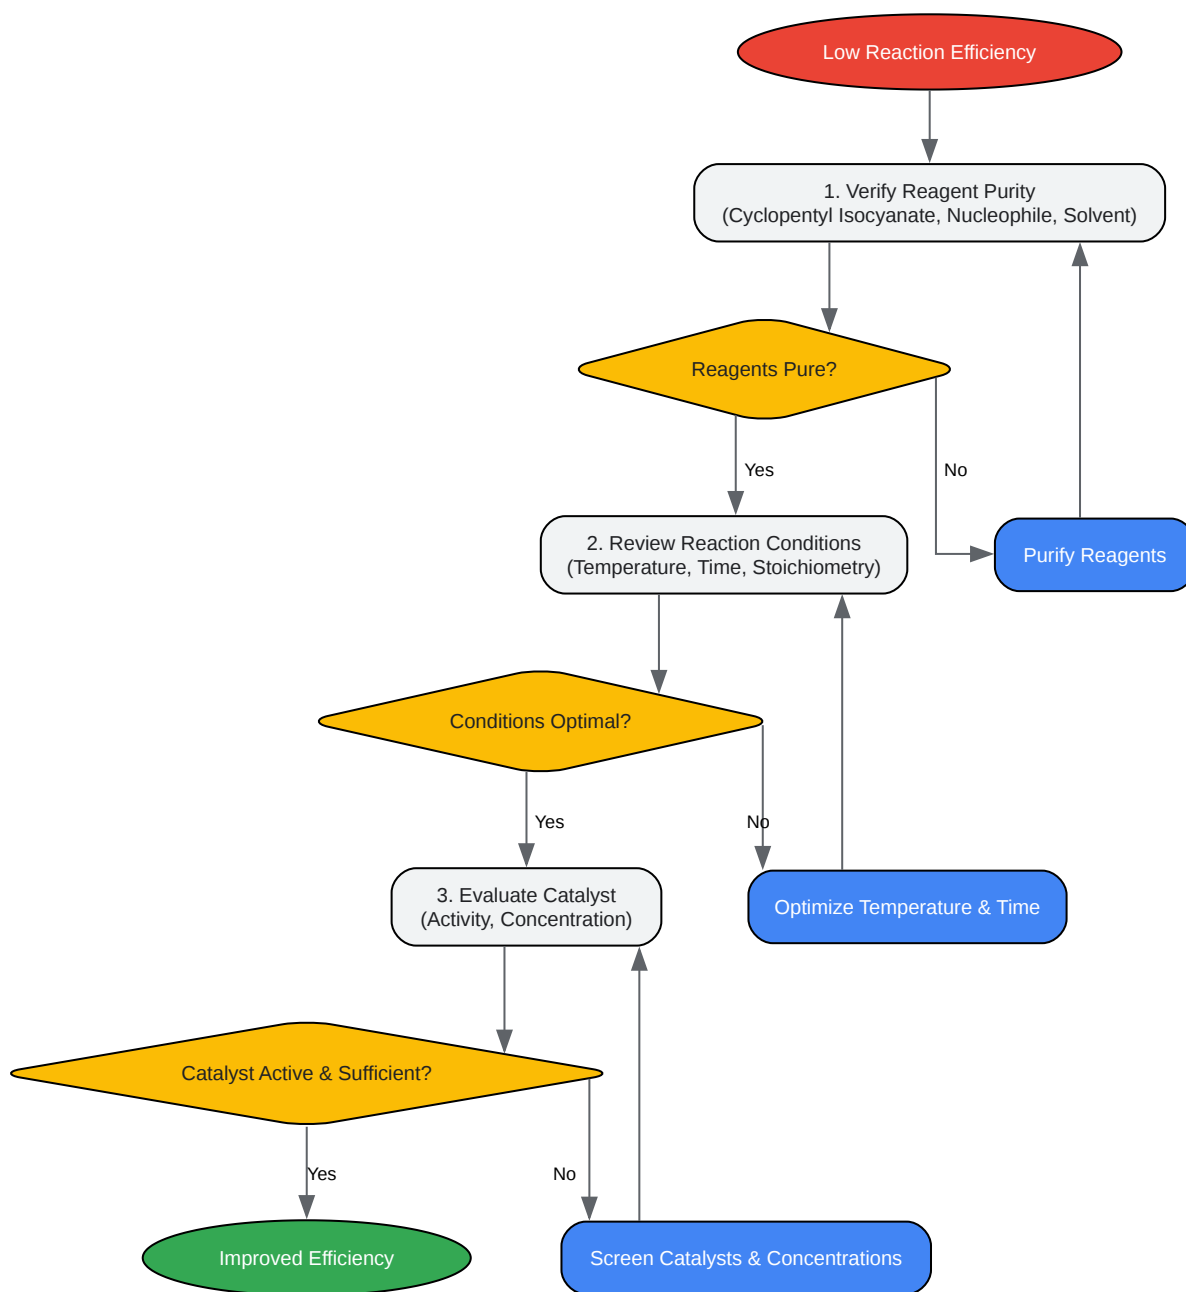 Low Reaction Efficiency
1. Verify Reagent Purity
(Cyclopentyl Isocyanate, Nucleophile, Solvent)
Reagents Pure?
Yes
No
2. Review Reaction Conditions
(Temperature, Time, Stoichiometry)
Purify Reagents
Conditions Optimal?
Yes
No
3. Evaluate Catalyst
(Activity, Concentration)
Optimize Temperature & Time
Catalyst Active & Sufficient?
Yes
No
Improved Efficiency
Screen Catalysts & Concentrations